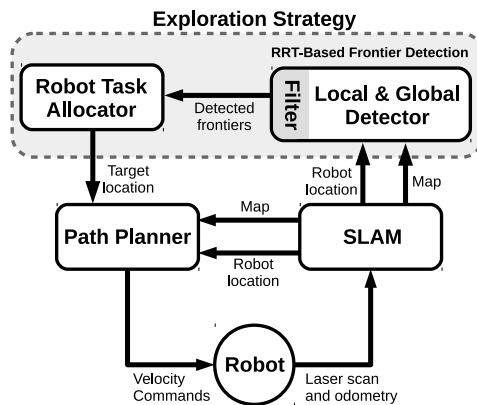 Exploration Strategy
RRT-Based Frontier Detection
Robot Task
Allocator
Detected
frontiers
Filter
Local & Global
Detector
Target
location
Robot
location
Map
Path Planner
Map
Robot
location
SLAM
Velocity
Commands
Robot
Laser scan
and odometry